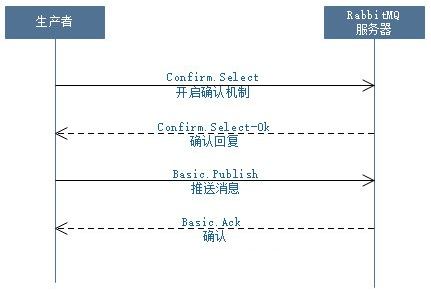 生产者
RabbitMQ
服务器
Confirm.Select
开启确认机制
Confirm.Select-Ok
确认回复
Basic.Publish
推送消息
Basic.Ack
确认